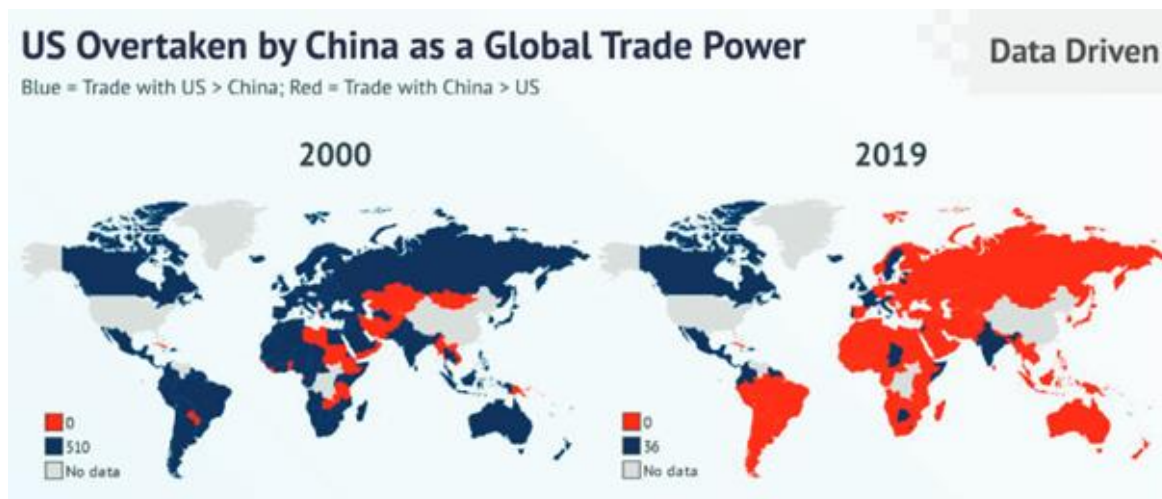 US Overtaken by China as a Global Trade Power
Data Driven
Blue = Trade with US > China; Red = Trade with China > US
2000
2019
0
510
No data
0
36
No data